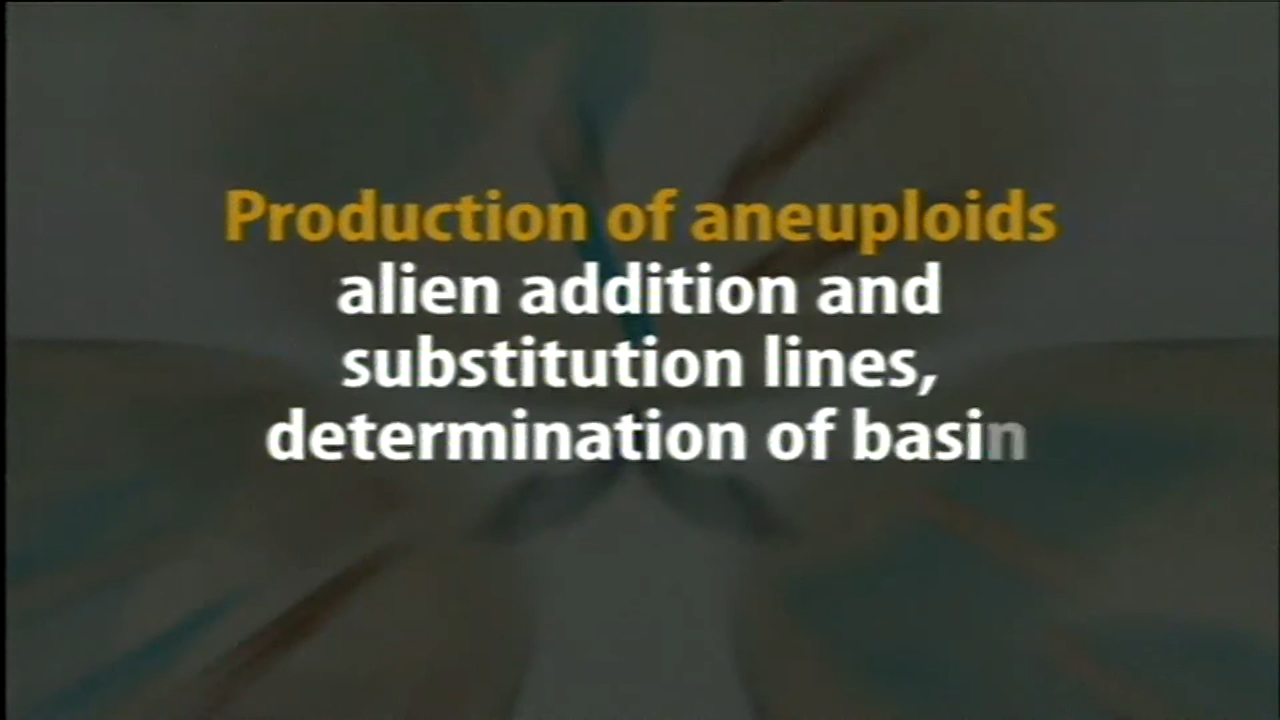 Production of aneuploids
alien addition and
substitution lines,
determination of basin